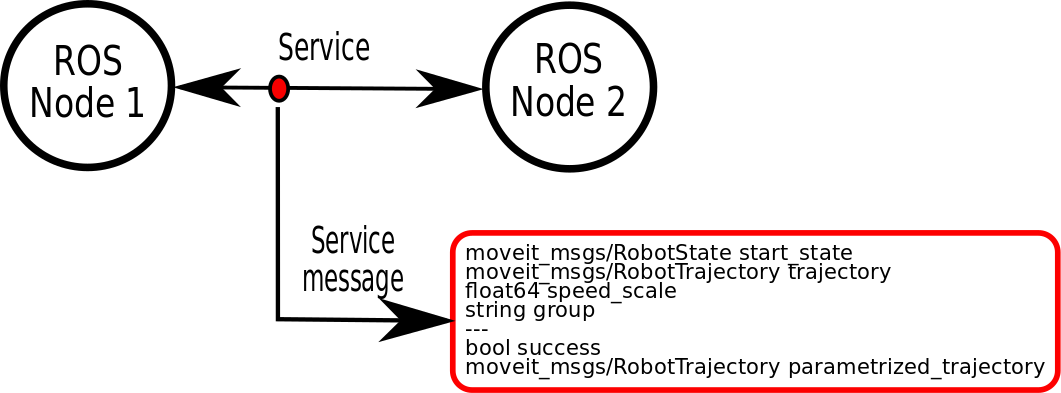 ROS
Node 1
Service
ROS
Node 2
Service
message
moveit_msgs/RobotState start_state
moveit_msgs/RobotTrajectory trajectory
float64 speed_scale
string group
---
bool success
moveit_msgs/RobotTrajectory parametrized_trajectory